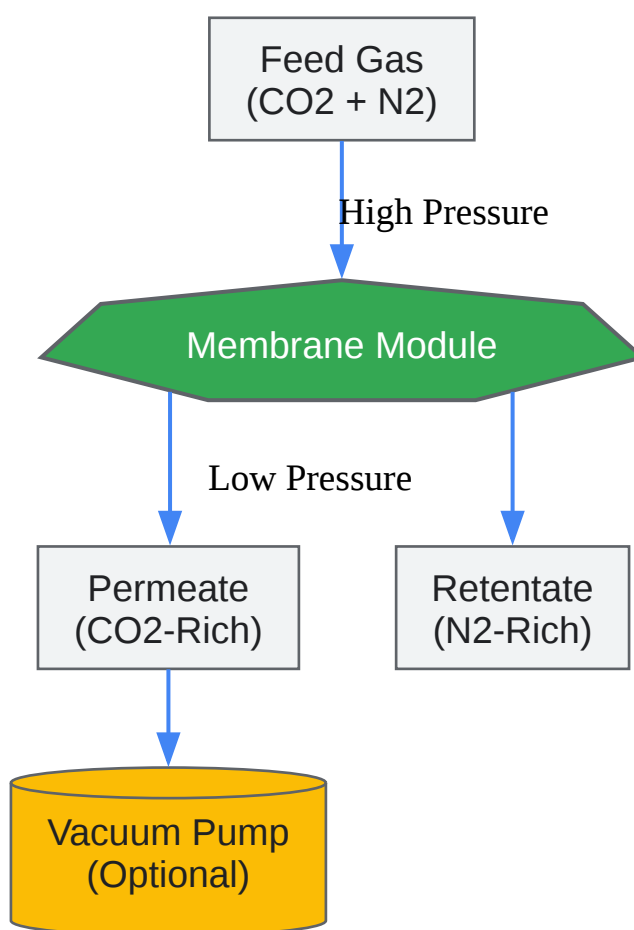 Feed Gas
(CO2 + N2)
High Pressure
Membrane Module
Low Pressure
Permeate
(CO2-Rich)
Retentate
(N2-Rich)
Vacuum Pump
(Optional)